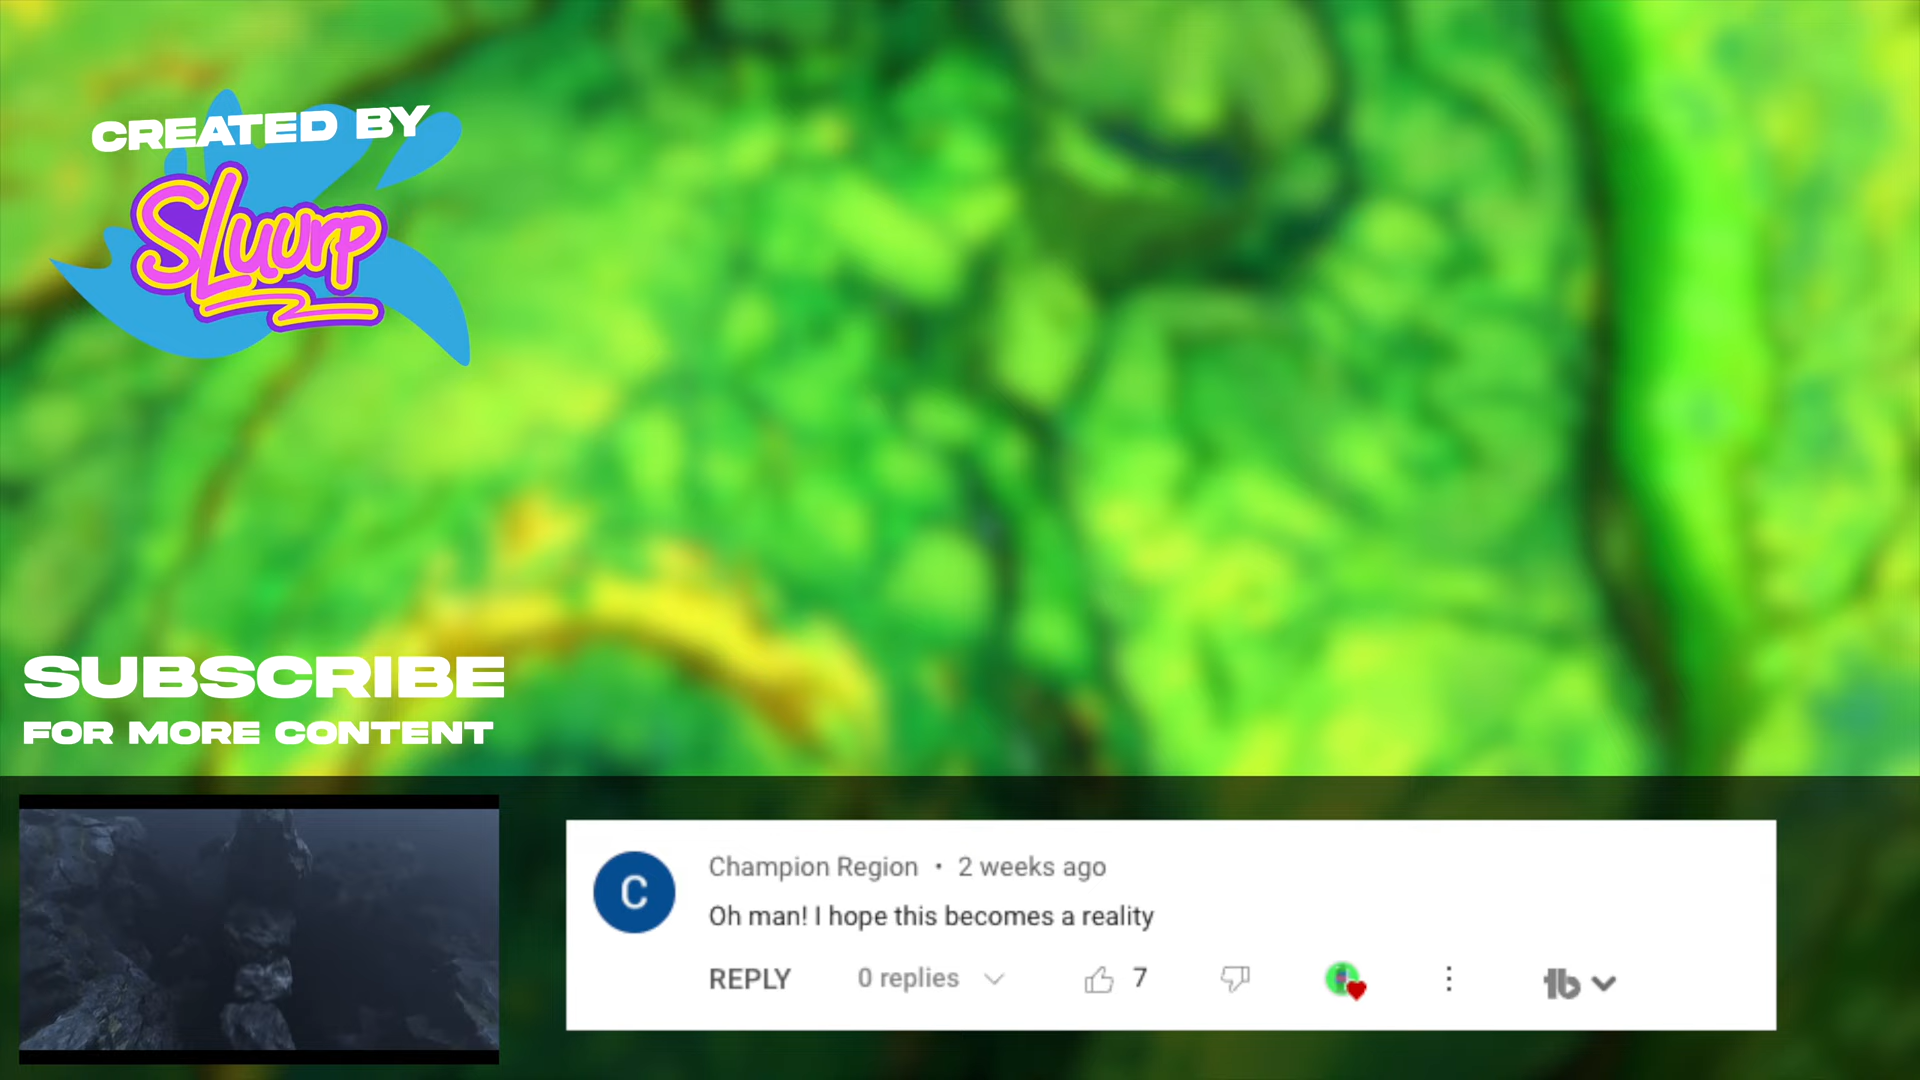 CREATED BY
SLuurp
SUBSCRIBE
FOR MORE CONTENT
C
Champion Region • 2 weeks ago
Oh man! I hope this becomes a reality
REPLY 0 replies 7
tb